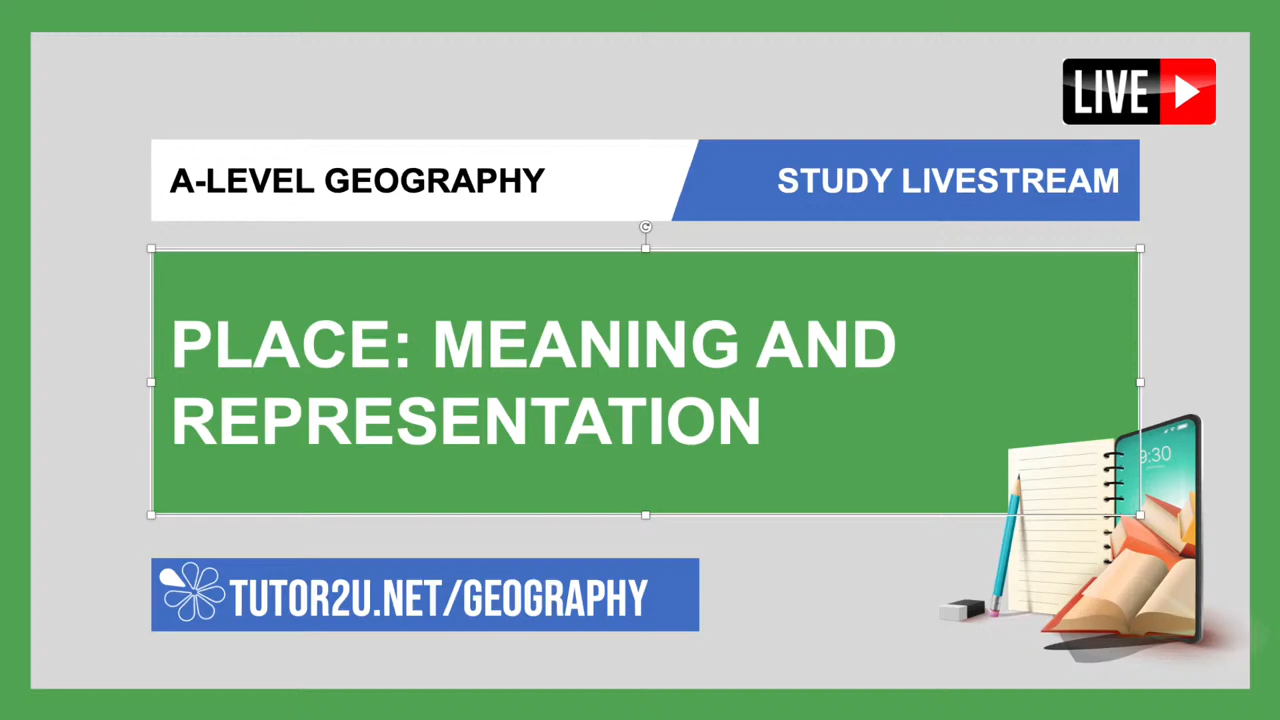 LIVE
A-LEVEL GEOGRAPHY
STUDY LIVESTREAM
PLACE: MEANING AND
REPRESENTATION
9:30
TUTOR2U.NET/GEOGRAPHY